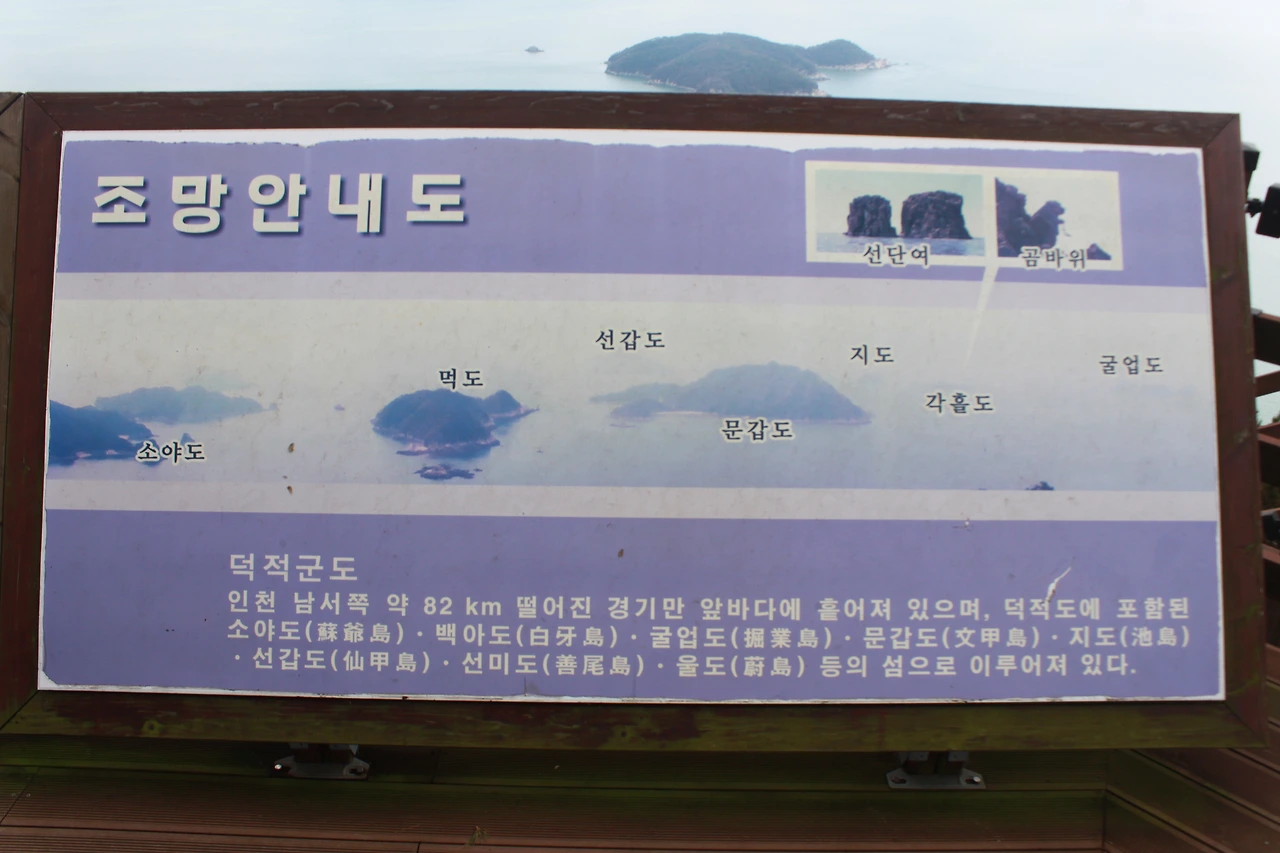 조망안내도
선단여
곰바위
선갑도
지도
굴업도
먹도
각흘도
문갑도
소야도
덕적군도
인천 남서쪽 약 82 km 떨어진 경기만 앞바다에 흩어져 있으며, 덕적도에 포함된
소야도(蘇爺島)·백아도(白牙島)·굴업도(掘業島)·문갑도(文甲島)·지도(池島)
·선갑도(仙甲島)·선미도(善尾島)·울도(蔚島) 등의 섬으로 이루어져 있다.